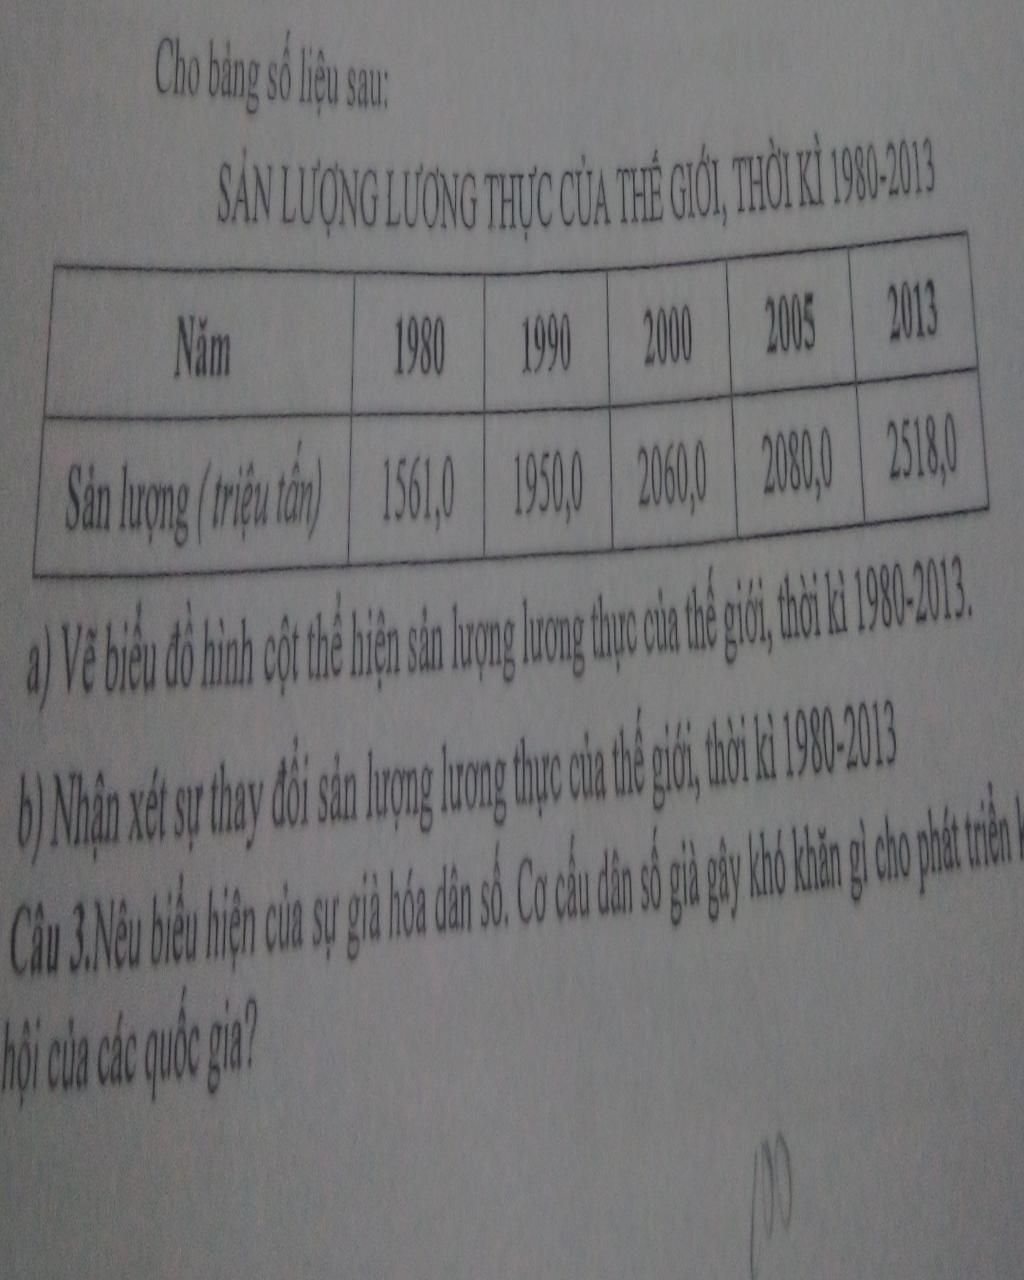 Cho bảng số liệu sau:
SẢN LƯỢNG LƯƠNG THỰC CỦA THẾ GIỚI, THỜI KÌ 1980-2013
Năm 1980 1990 2000 2005 2013
Sản lượng ( triệu tấn) 1561,0 1950,0 2060,0 2080,0 2518,0
a) Vẽ biểu đồ hình cột thể hiện sản lượng lương thực của thế giới, thời kì 1980-2013.
b) Nhận xét sự thay đổi sản lượng lương thực của thế giới, thời kì 1980-2013
Câu 3.Nêu biểu hiện của sự già hóa dân số. Cơ cấu dân số già gây khó khăn gì cho phát triển
hội của các quốc gia?